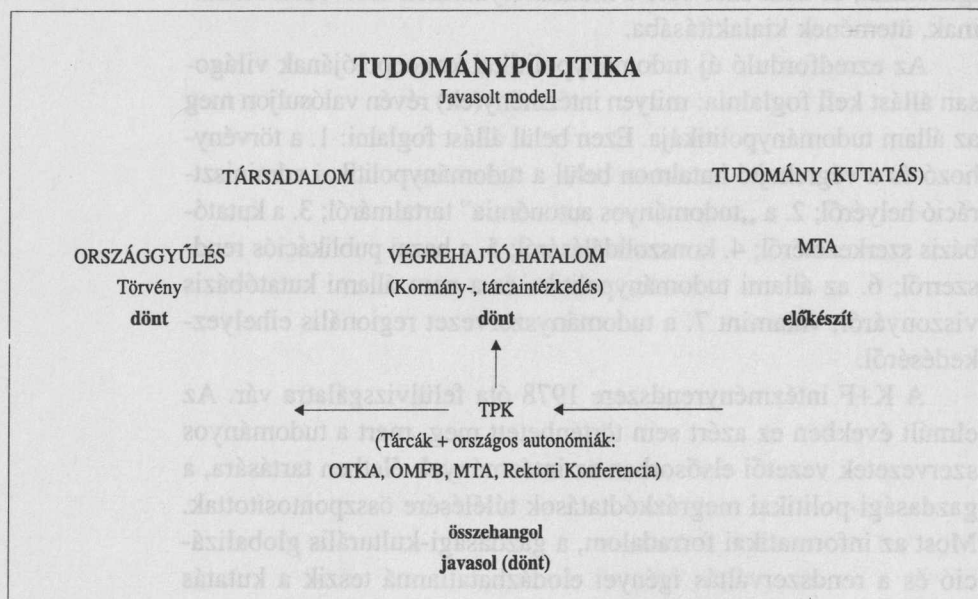 TUDOMÁNYPOLITIKA
Javasolt modell
TÁRSADALOM
TUDOMÁNY (KUTATÁS)
ORSZÁGGYŰLÉS
VÉGREHAJTÓ HATALOM
MTA
Törvény
(Kormány-, tárcaintézkedés)
dönt
dönt
előkészít
TPK
(Tárcák + országos autonómiák:
OTKA, OMFB, MTA, Rektori Konferencia)
összehangol
javasol (dönt)